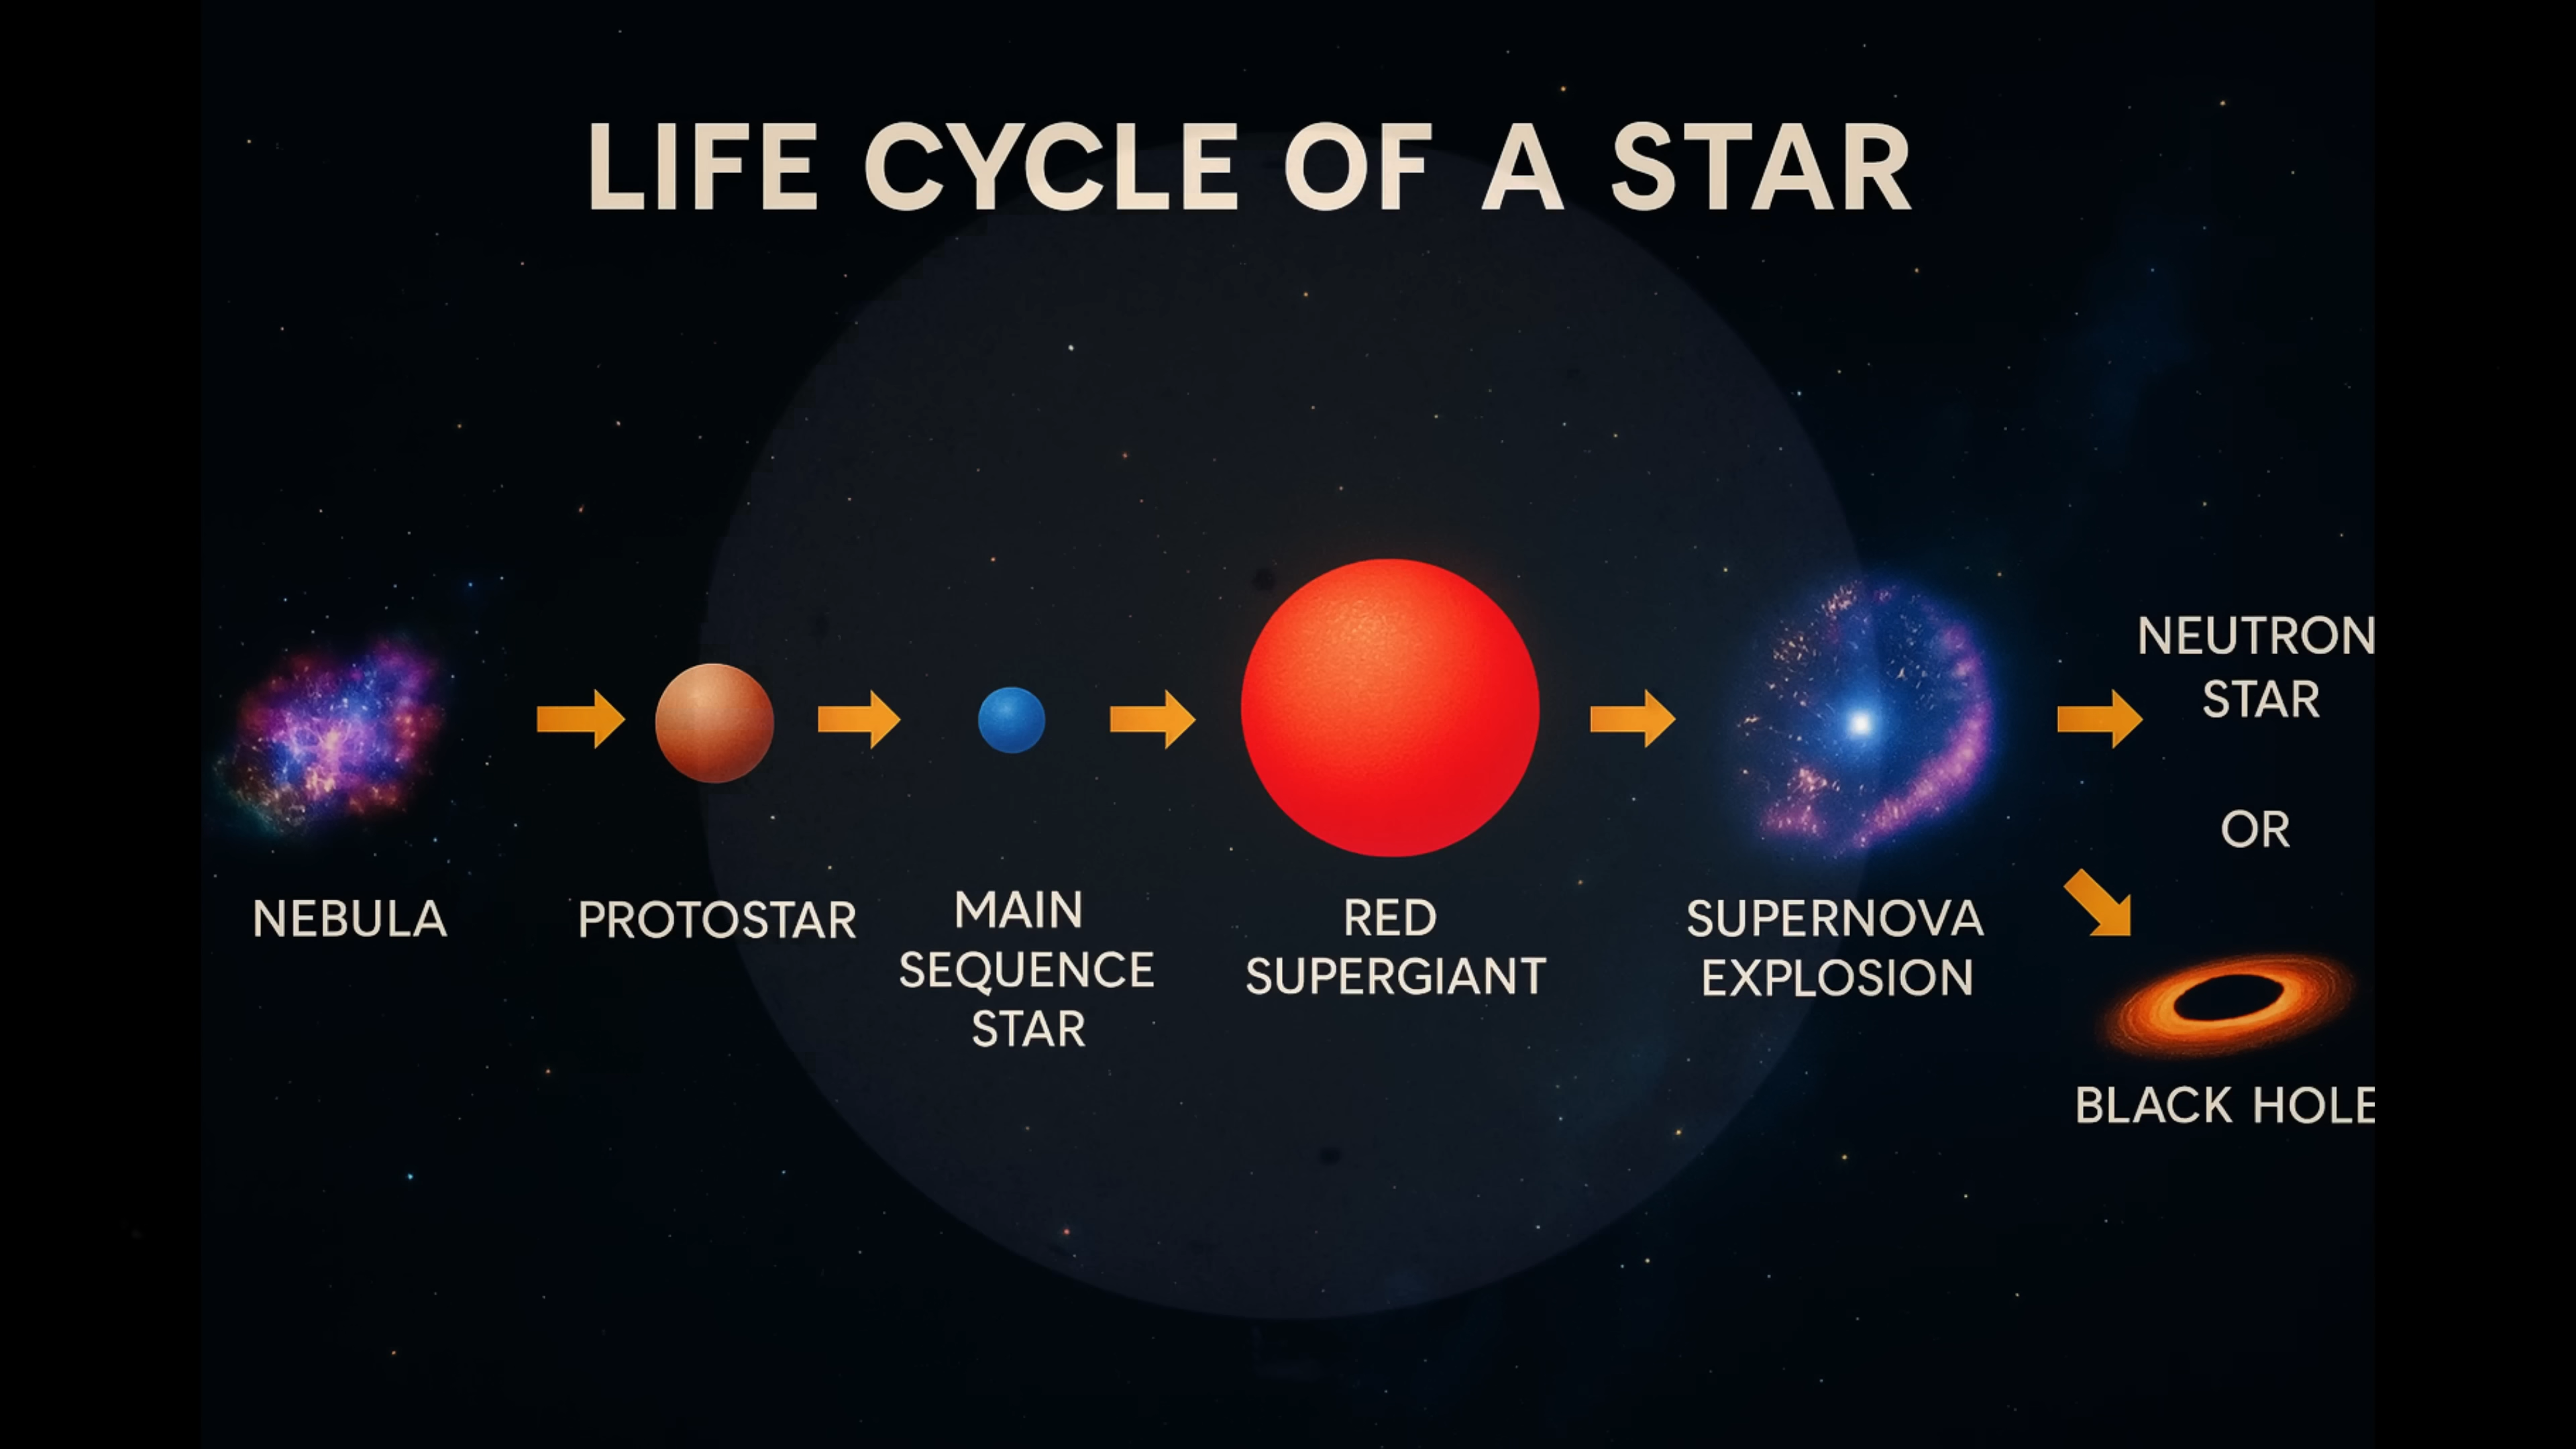 LIFE CYCLE OF A STAR
NEBULA
PROTOSTAR
MAIN
SEQUENCE
STAR
RED
SUPERGIANT
SUPERNOVA
EXPLOSION
NEUTRON
STAR
OR
BLACK HOLE